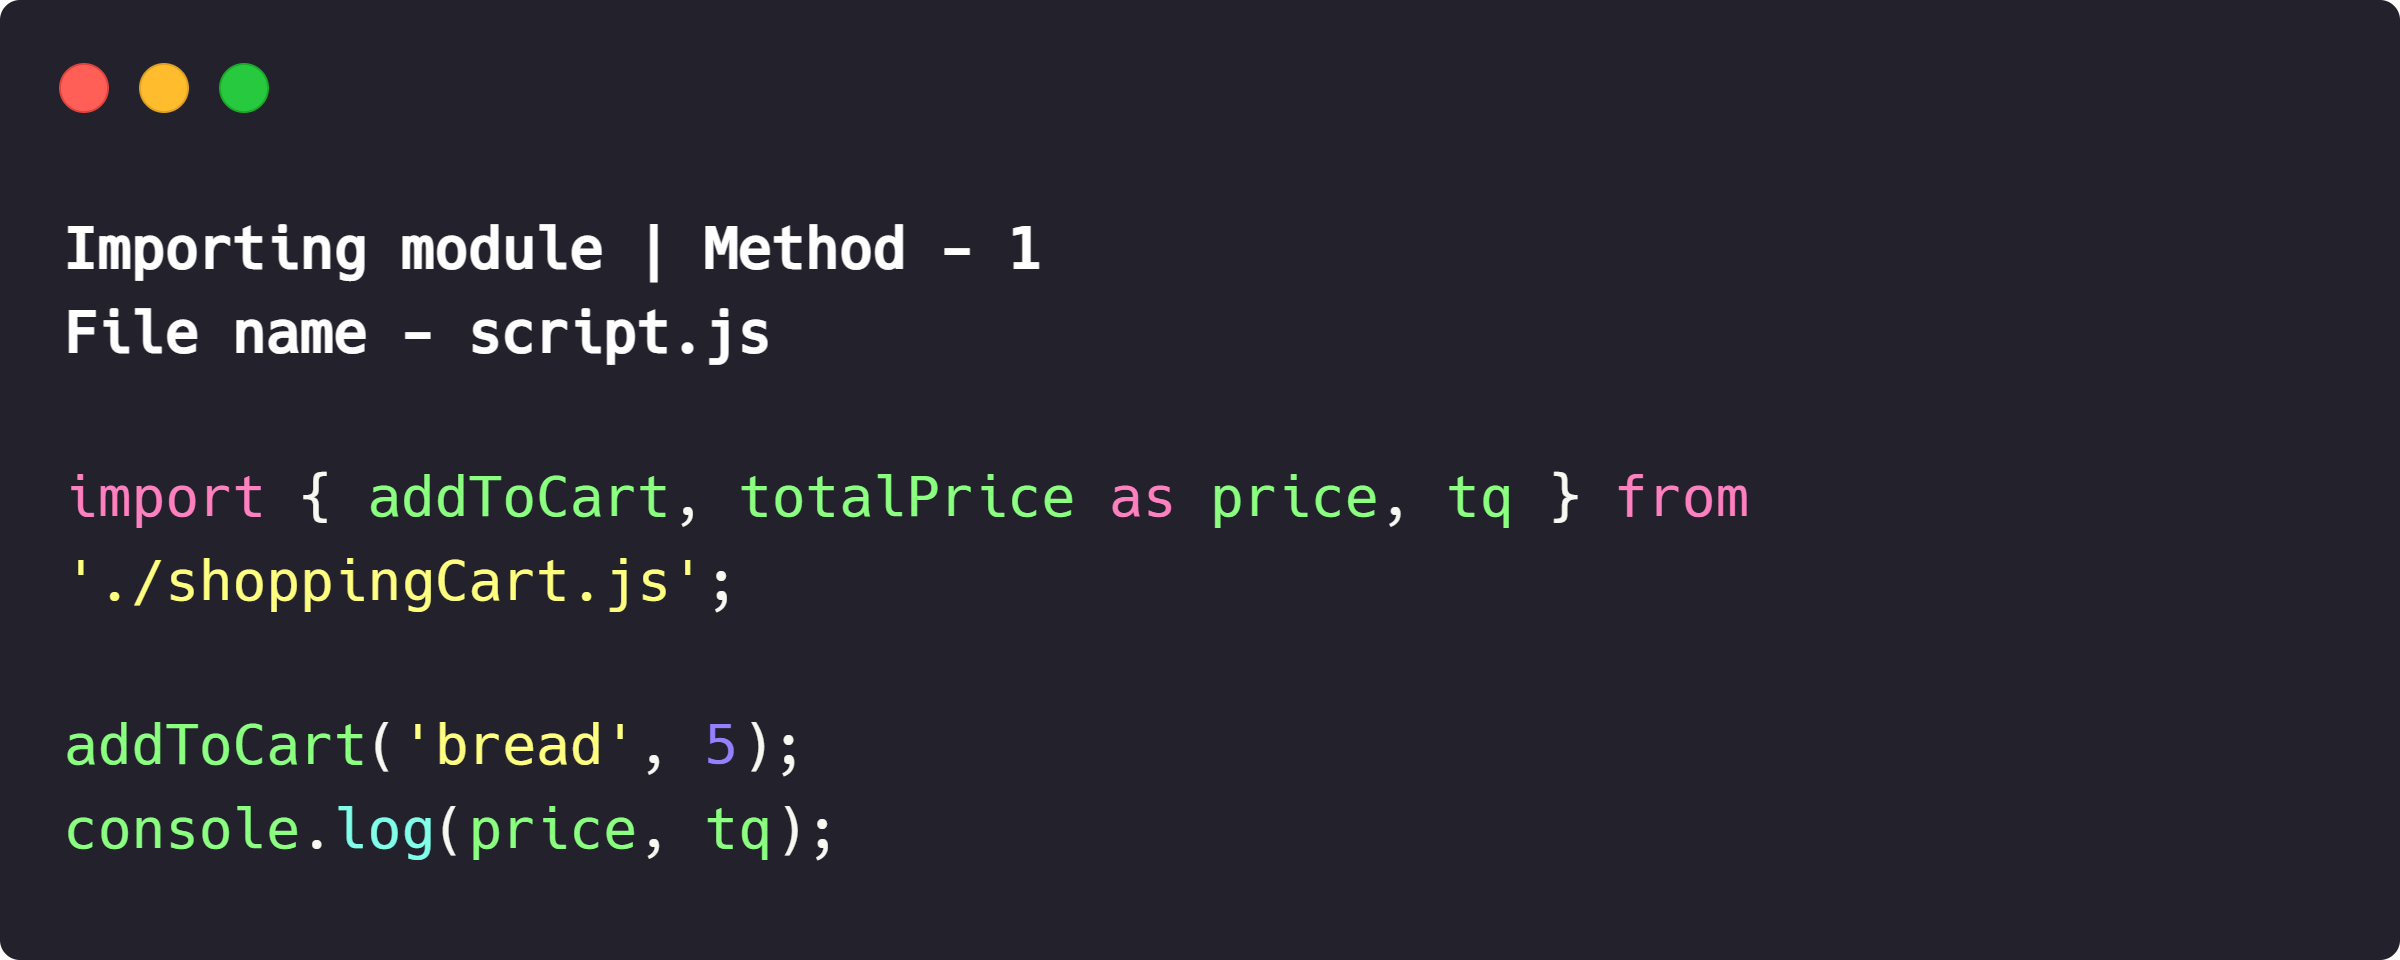 Importing module | Method - 1
File name - script.js
import { addToCart, totalPrice as price, tq } from
'./shoppingCart.js';
addToCart('bread', 5);
console.log(price, tq);